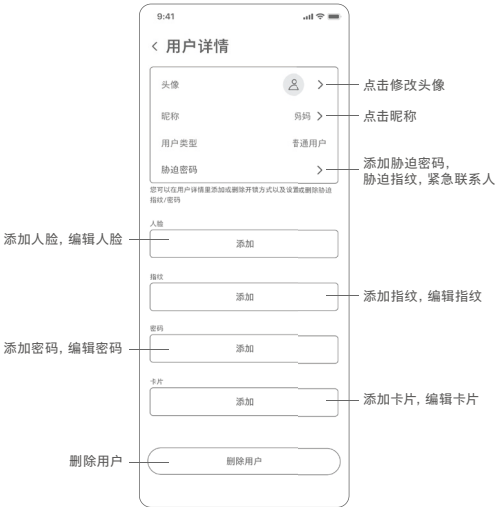 9:41
用户详情
头像
点击修改头像
昵称
妈妈
点击昵称
用户类型
普通用户
胁迫密码
添加胁迫密码,
胁迫指纹, 紧急联系人
您可以在用户详情里添加或删除开锁方式以及设置或删除胁迫
指纹/密码
人脸
添加人脸, 编辑人脸
添加
指纹
添加
添加指纹, 编辑指纹
密码
添加密码, 编辑密码
添加
卡片
添加
添加卡片, 编辑卡片
删除用户
删除用户